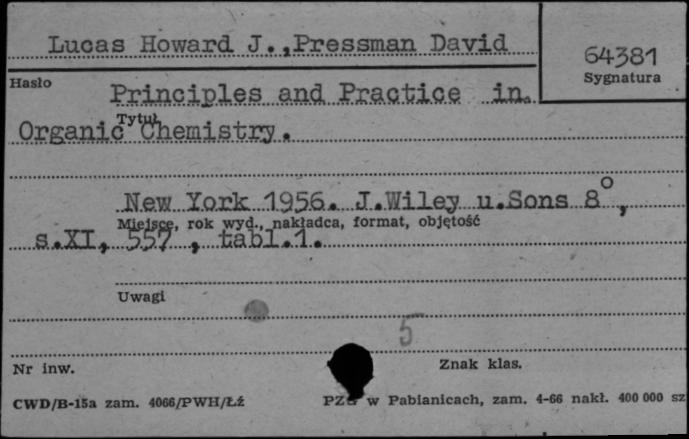 Lucas Howard J.,Pressman David
64381
Sygnatura
Hasło
Principles and Practice in
Tytuł
Organic Chemistry.
New York 1956. J.Wiley u.Sons 8°,
Miejsce, rok wyd., nakładca, format, objętość
s.XI, 557 , tabl.1.
Uwagi
5
Nr inw.
Znak klas.
CWD/B-15a zam. 4066/PWH/Łź
PZG w Pabianicach, zam. 4-66 nakł. 400 000 sz